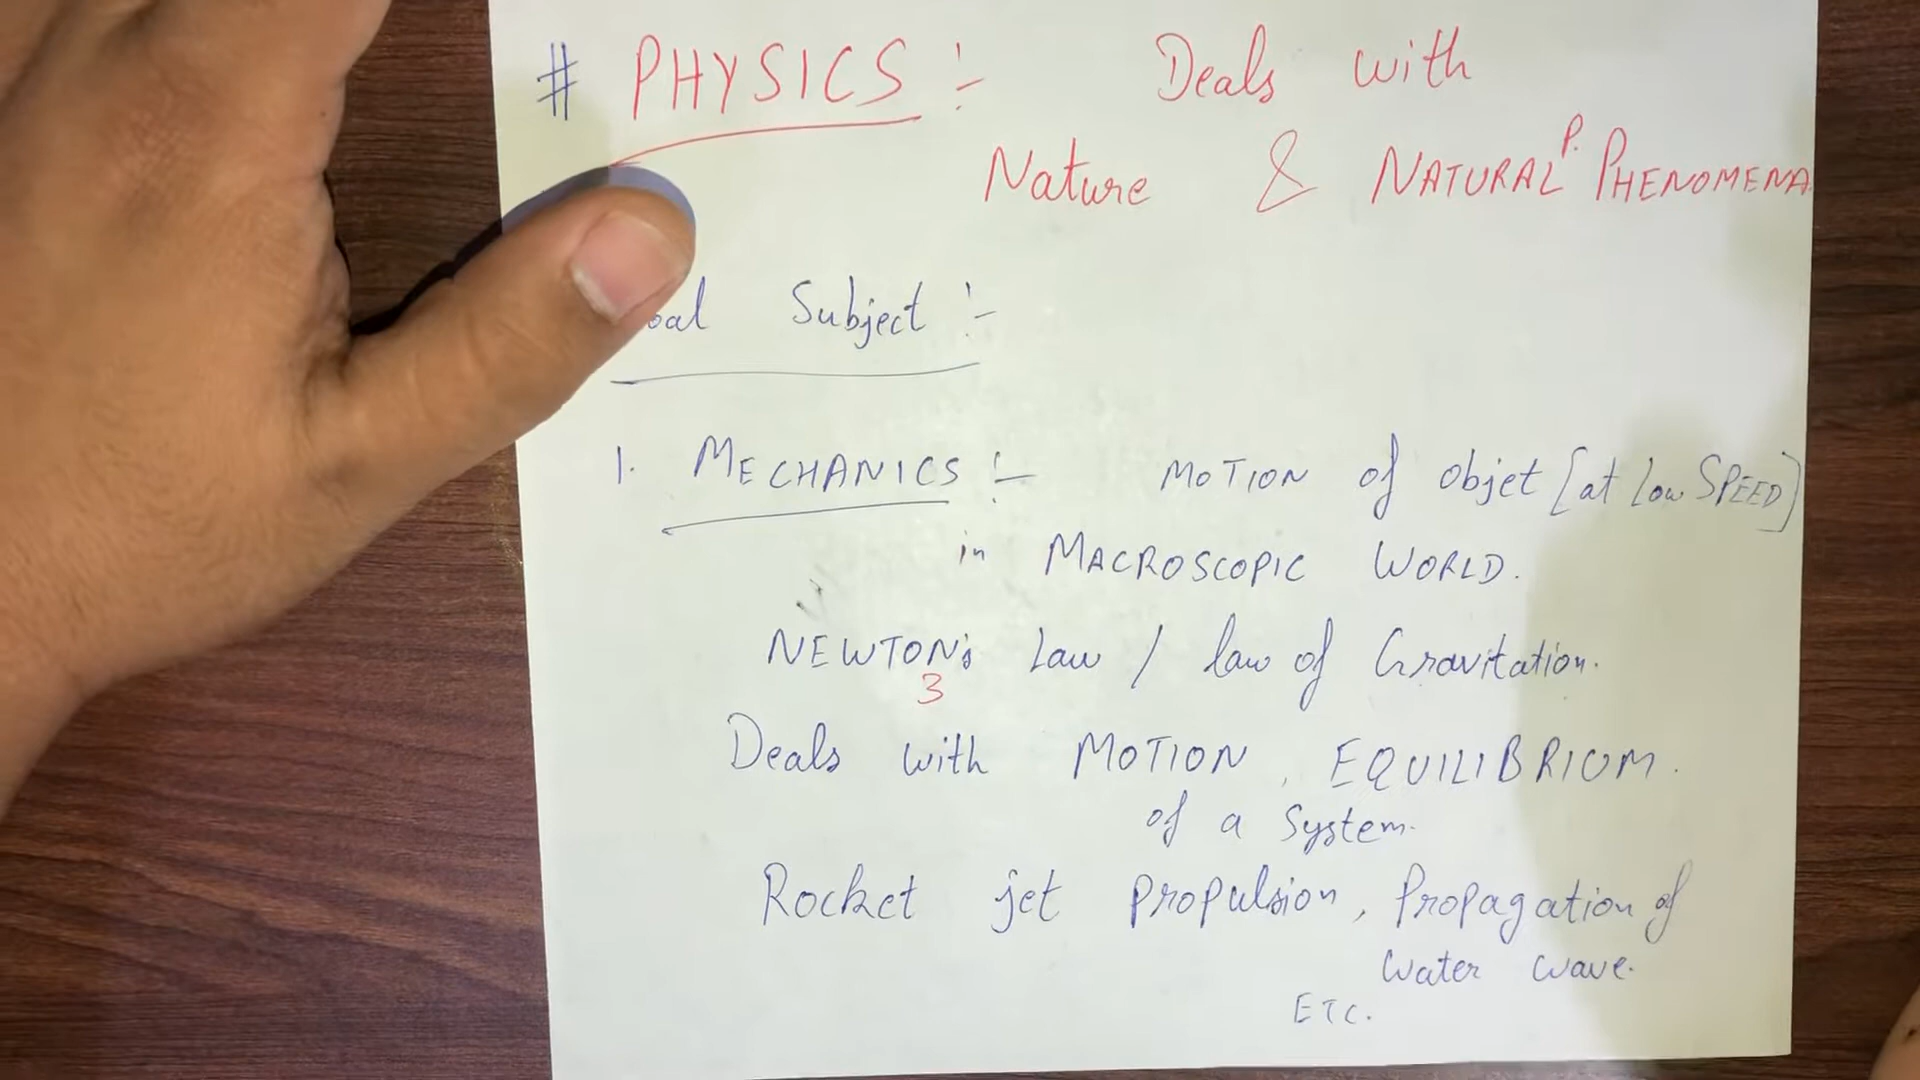 # PHYSICS :- Deals with
Nature & NATURAL P. PHENOMENA
Subject :-
1. MECHANICS :- MOTION of objet [at low SPEED]
in MACROSCOPIC WORLD.
NEWTON's Law / law of Gravitation.
3
Deals with MOTION , EQUILIBRIUM.
of a System.
Rocket jet propulsion, Propagation of
water wave.
ETC.